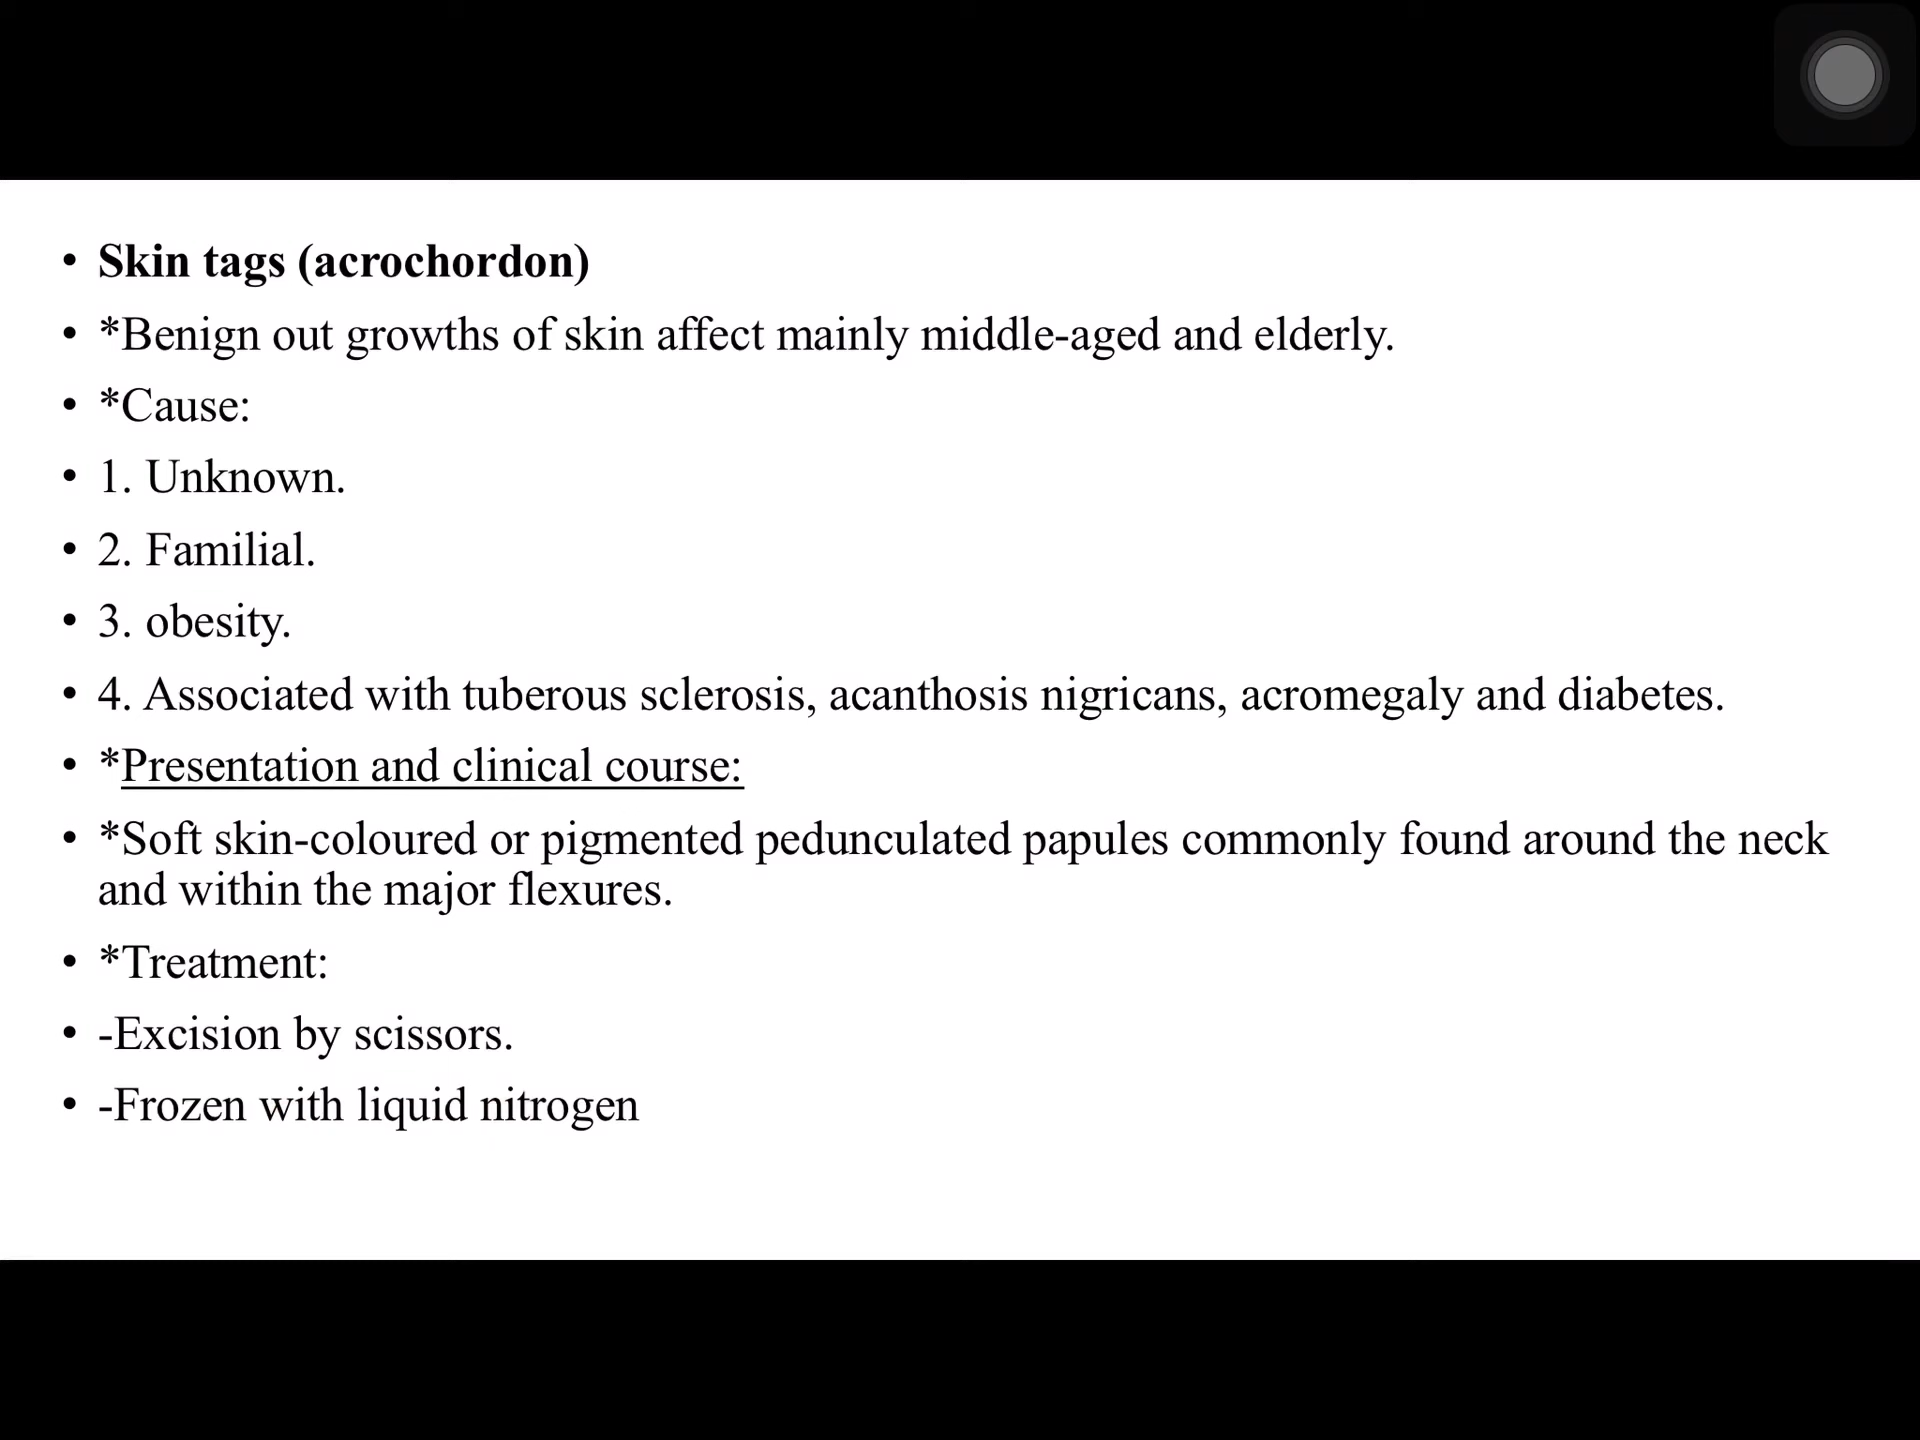 • Skin tags (acrochordon)
• *Benign out growths of skin affect mainly middle-aged and elderly.
• *Cause:
• 1. Unknown.
• 2. Familial.
• 3. obesity.
• 4. Associated with tuberous sclerosis, acanthosis nigricans, acromegaly and diabetes.
• *Presentation and clinical course:
• *Soft skin-coloured or pigmented pedunculated papules commonly found around the neck
and within the major flexures.
• *Treatment:
• -Excision by scissors.
• -Frozen with liquid nitrogen